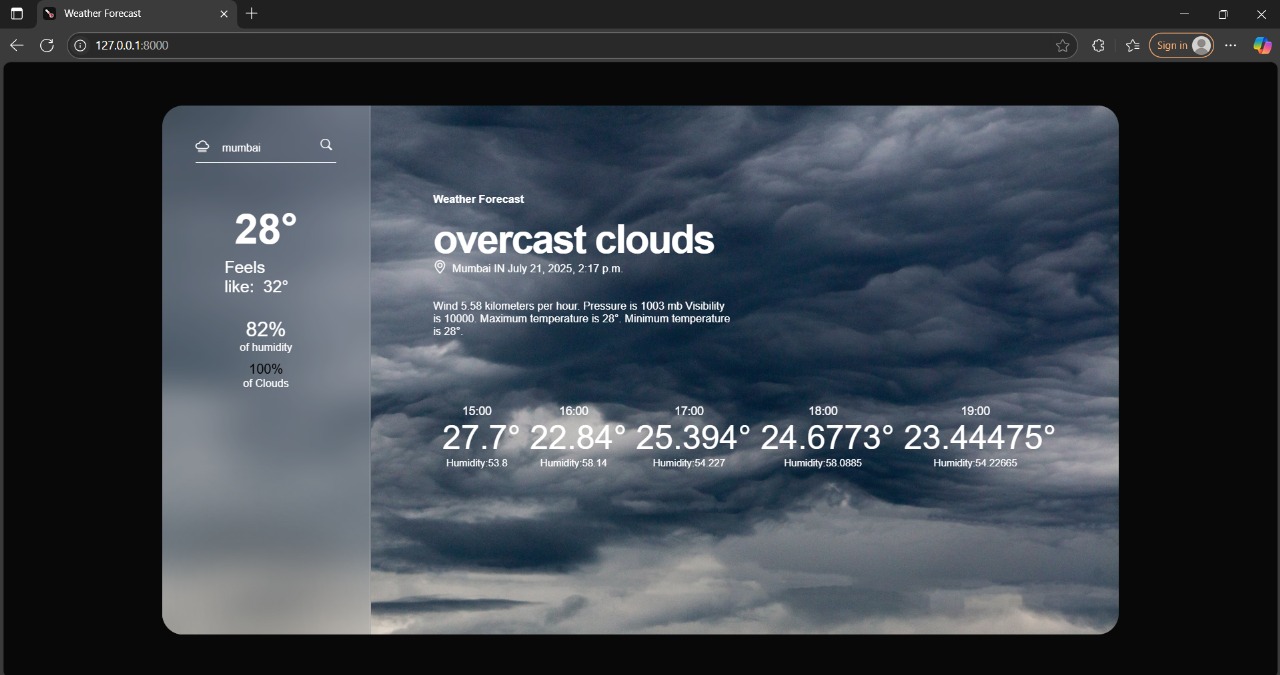 Weather Forecast
127.0.0.1:8000
Sign in
mumbai
28°
Feels
like: 32°
82%
of humidity
100%
of Clouds
Weather Forecast
overcast clouds
Mumbai IN July 21, 2025, 2:17 p.m.
Wind 5.58 kilometers per hour. Pressure is 1003 mb Visibility
is 10000. Maximum temperature is 28°. Minimum temperature
is 28°.
15:00 16:00 17:00 18:00 19:00
27.7° 22.84° 25.394° 24.6773° 23.44475°
Humidity:53.8 Humidity:58.14 Humidity:54.227 Humidity:58.0885 Humidity:54.22665